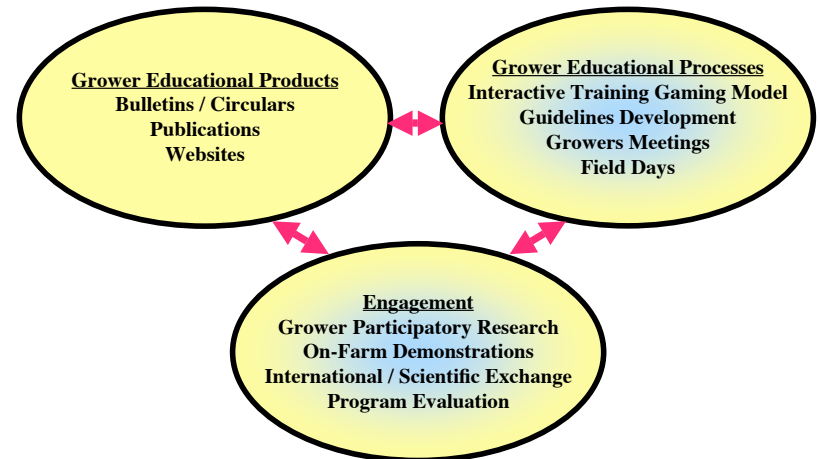 Grower Educational Products
Bulletins / Circulars
Publications
Websites
Grower Educational Processes
Interactive Training Gaming Model
Guidelines Development
Growers Meetings
Field Days
Engagement
Grower Participatory Research
On-Farm Demonstrations
International / Scientific Exchange
Program Evaluation